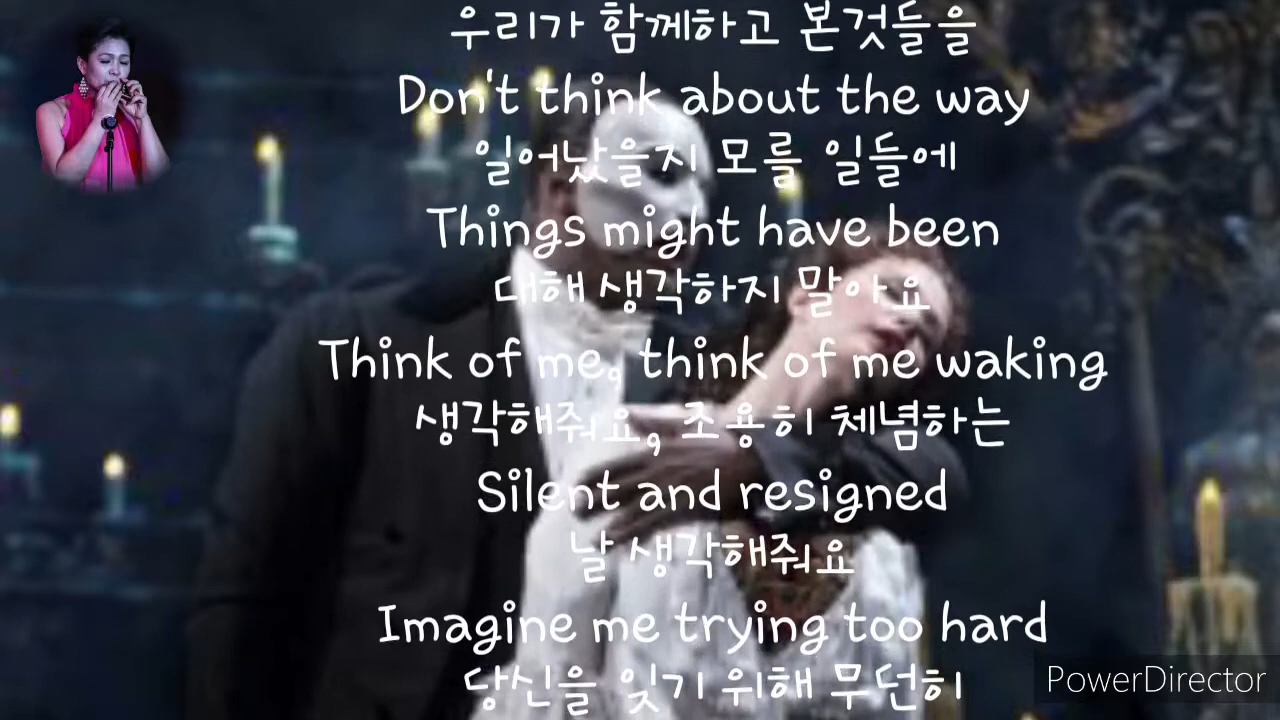 우리가 함께하고 본것들을
Don't think about the way
일어났을지 모를 일들에
Things might have been
대해 생각하지 말아요
Think of me, think of me waking
생각해줘요, 조용히 체념하는
Silent and resigned
날 생각해줘요
Imagine me trying too hard
당신을 잊기 위해 무던히
PowerDirector